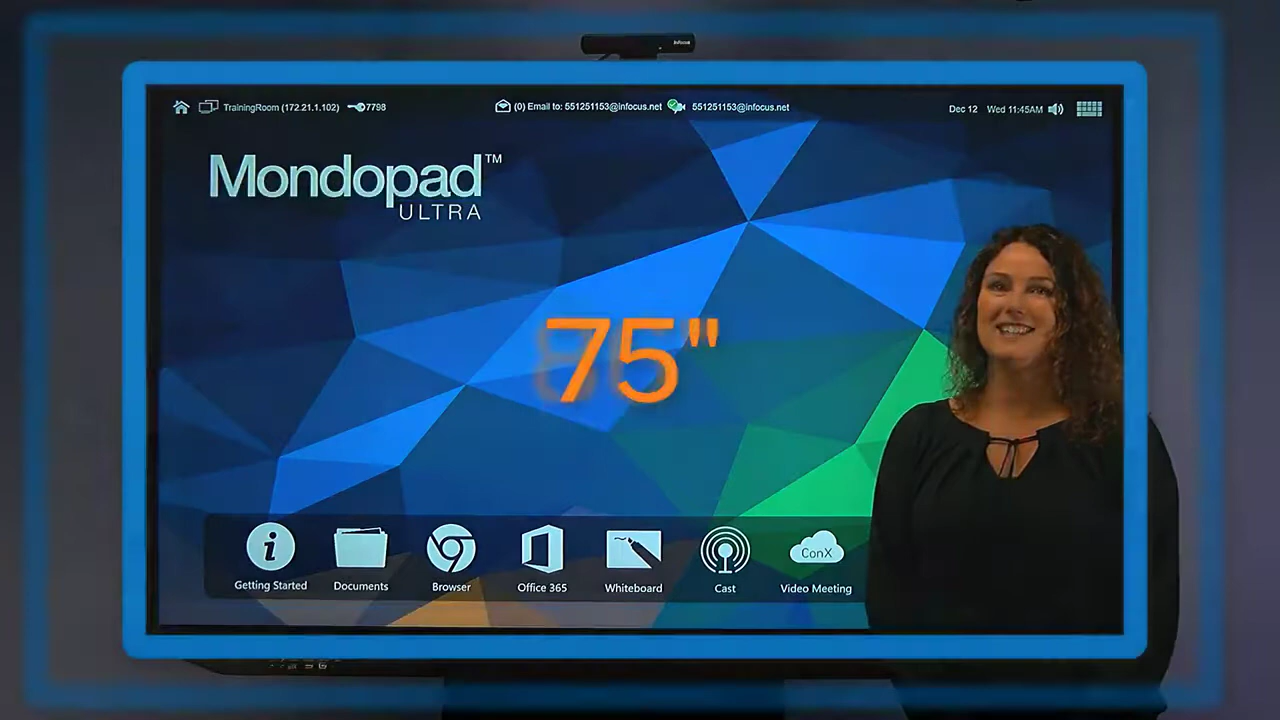 InFocus
TrainingRoom (172.21.1.102) 7798
(0) Email to: 551251153@infocus.net 551251153@infocus.net
Dec 12 Wed 11:45AM
Mondopad™
ULTRA
75"
Getting Started Documents Browser Office 365 Whiteboard Cast Video Meeting
ConX